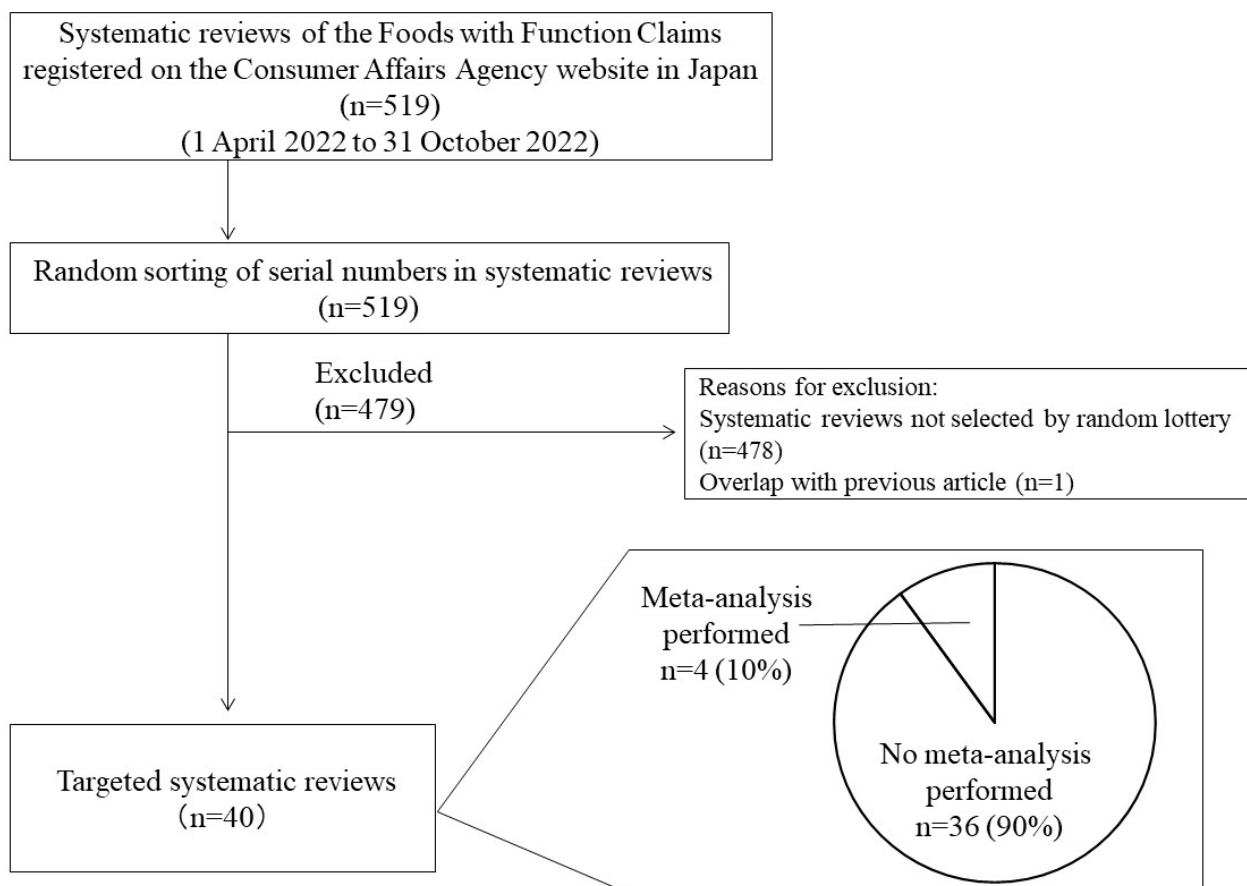 Systematic reviews of the Foods with Function Claims
registered on the Consumer Affairs Agency website in Japan
(n=519)
(1 April 2022 to 31 October 2022)
Random sorting of serial numbers in systematic reviews
(n=519)
Excluded
(n=479)
Reasons for exclusion:
Systematic reviews not selected by random lottery
(n=478)
Overlap with previous article (n=1)
Targeted systematic reviews
（n=40）
Meta-analysis
performed
n=4 (10%)
No meta-analysis
performed
n=36 (90%)